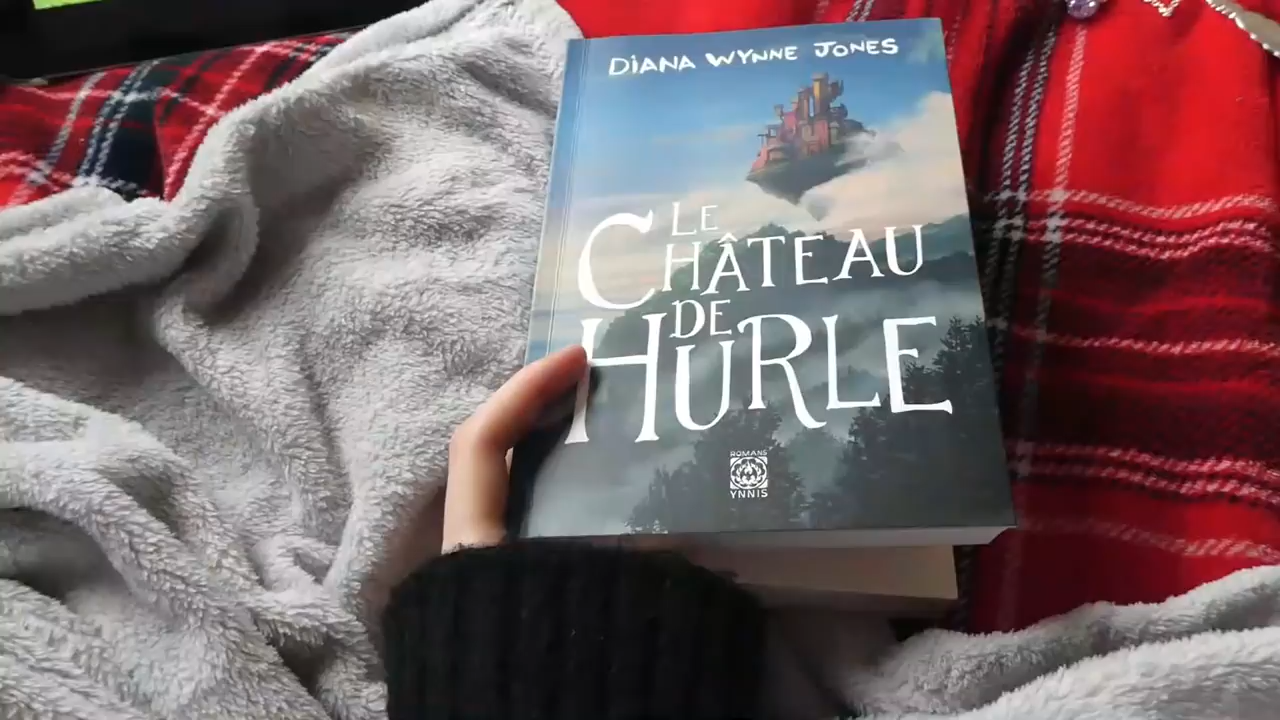 DIANA WYNNE JONES
LE
CHÂTEAU
DE
HURLE
ROMANS
YNNIS